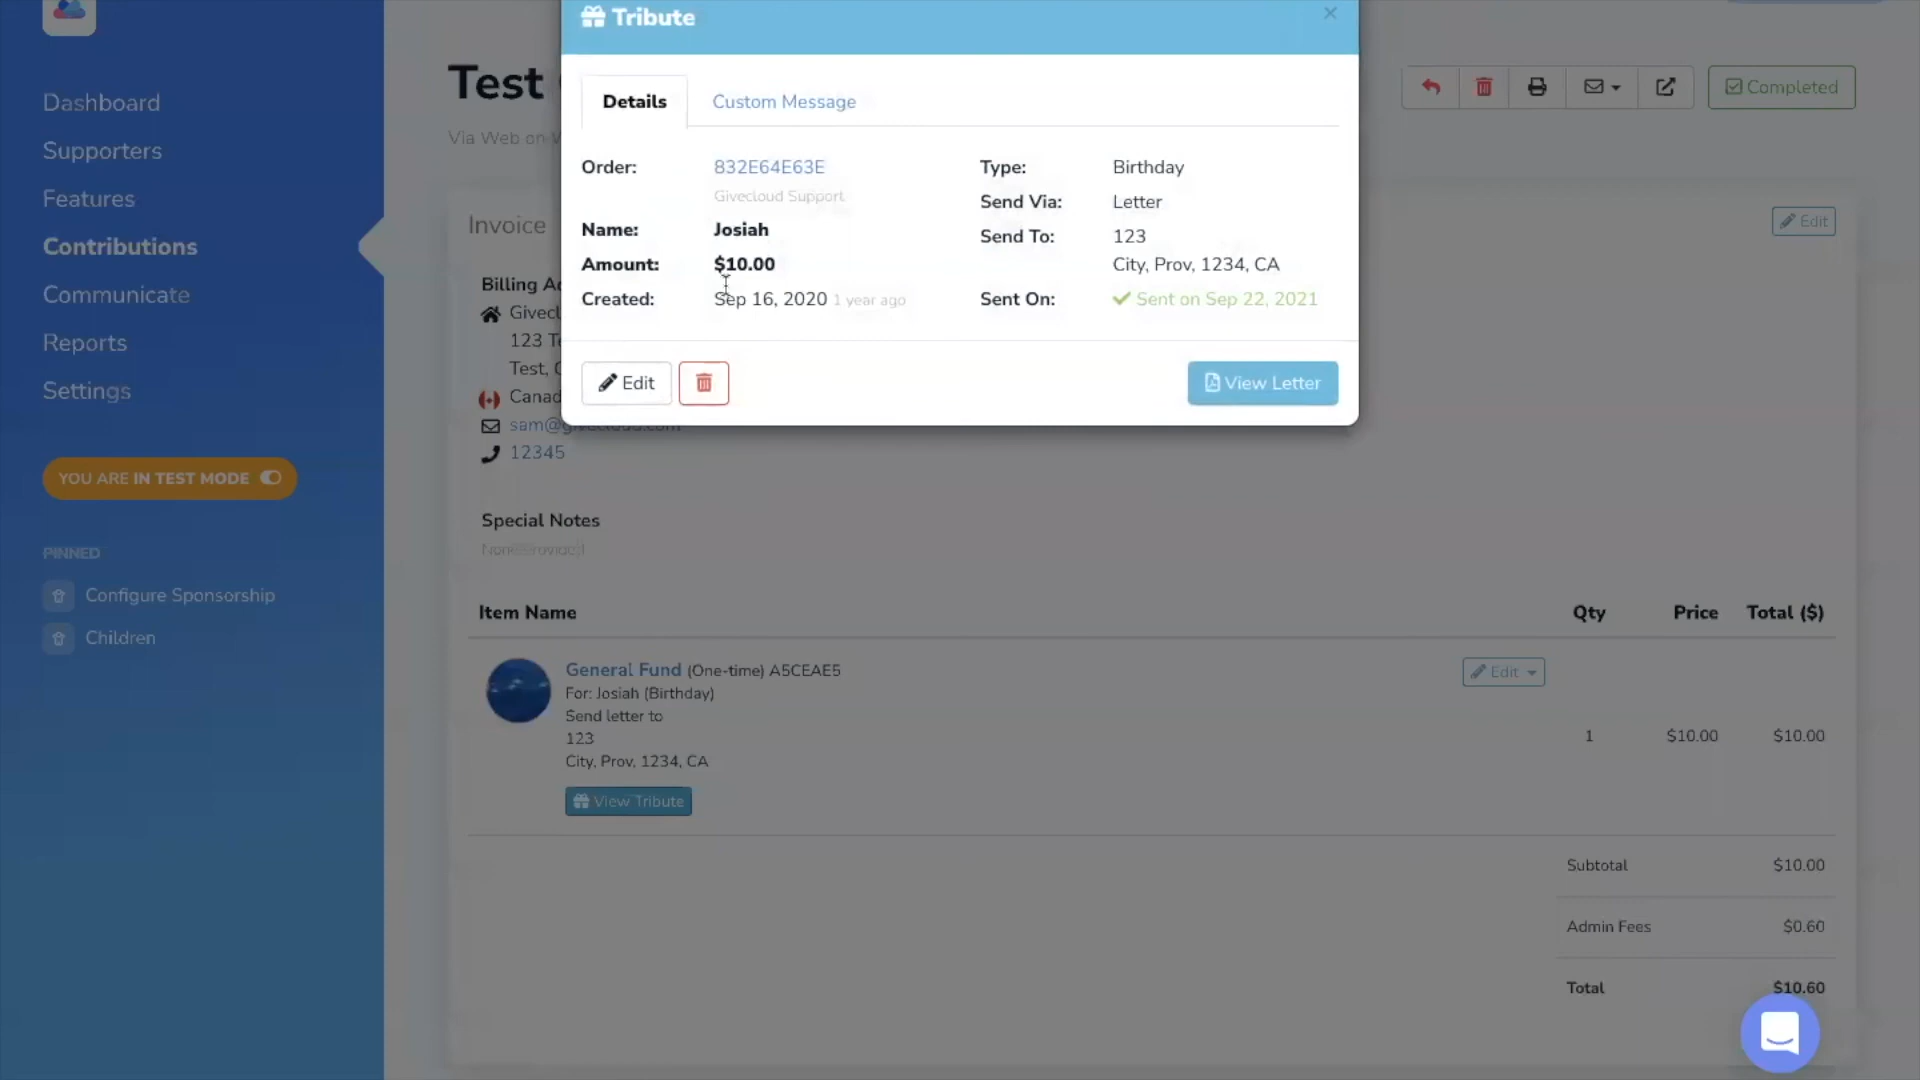 Tribute
×
Details
Custom Message
Order: 832E64E63E
Givecloud Support
Name: Josiah
Amount: $10.00
Created: Sep 16, 2020 1 year ago
Type: Birthday
Send Via: Letter
Send To: 123
City, Prov, 1234, CA
Sent On: Sent on Sep 22, 2021
Edit
View Letter
Dashboard
Supporters
Features
Contributions
Communicate
Reports
Settings
YOU ARE IN TEST MODE
PINNED
Configure Sponsorship
Children
Test
Via Web on
Completed
Invoice
Edit
Billing
123
Test,
12345
Special Notes
Item Name Qty Price Total ($)
General Fund (One-time) A5CEAE5
Edit
For: Josiah (Birthday)
Send letter to
123
City, Prov, 1234, CA
1 $10.00 $10.00
View Tribute
Subtotal $10.00
Admin Fees $0.60
Total $10.60